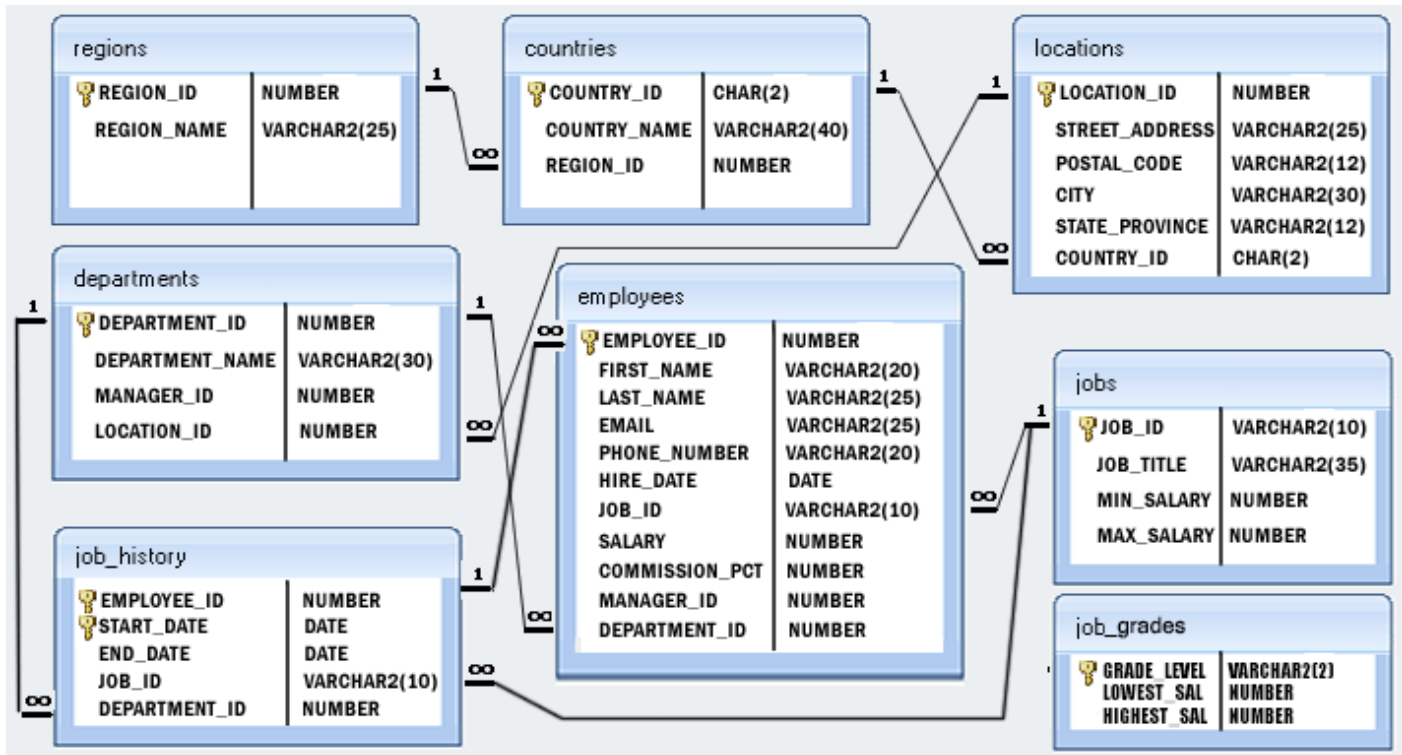 regions
REGION_ID NUMBER
REGION_NAME VARCHAR2(25)
1
∞
countries
COUNTRY_ID CHAR(2)
COUNTRY_NAME VARCHAR2(40)
REGION_ID NUMBER
1
∞
locations
1
LOCATION_ID NUMBER
STREET_ADDRESS VARCHAR2(25)
POSTAL_CODE VARCHAR2(12)
CITY VARCHAR2(30)
STATE_PROVINCE VARCHAR2(12)
COUNTRY_ID CHAR(2)
departments
1
DEPARTMENT_ID NUMBER
DEPARTMENT_NAME VARCHAR2(30)
MANAGER_ID NUMBER
LOCATION_ID NUMBER
1
∞
employees
∞
EMPLOYEE_ID NUMBER
FIRST_NAME VARCHAR2(20)
LAST_NAME VARCHAR2(25)
EMAIL VARCHAR2(25)
PHONE_NUMBER VARCHAR2(20)
HIRE_DATE DATE
JOB_ID VARCHAR2(10)
SALARY NUMBER
COMMISSION_PCT NUMBER
MANAGER_ID NUMBER
DEPARTMENT_ID NUMBER
∞
∞
jobs
1
JOB_ID VARCHAR2(10)
JOB_TITLE VARCHAR2(35)
MIN_SALARY NUMBER
MAX_SALARY NUMBER
job_history
1
EMPLOYEE_ID NUMBER
START_DATE DATE
END_DATE DATE
JOB_ID VARCHAR2(10)
DEPARTMENT_ID NUMBER
∞
∞
job_grades
GRADE_LEVEL VARCHAR2(2)
LOWEST_SAL NUMBER
HIGHEST_SAL NUMBER